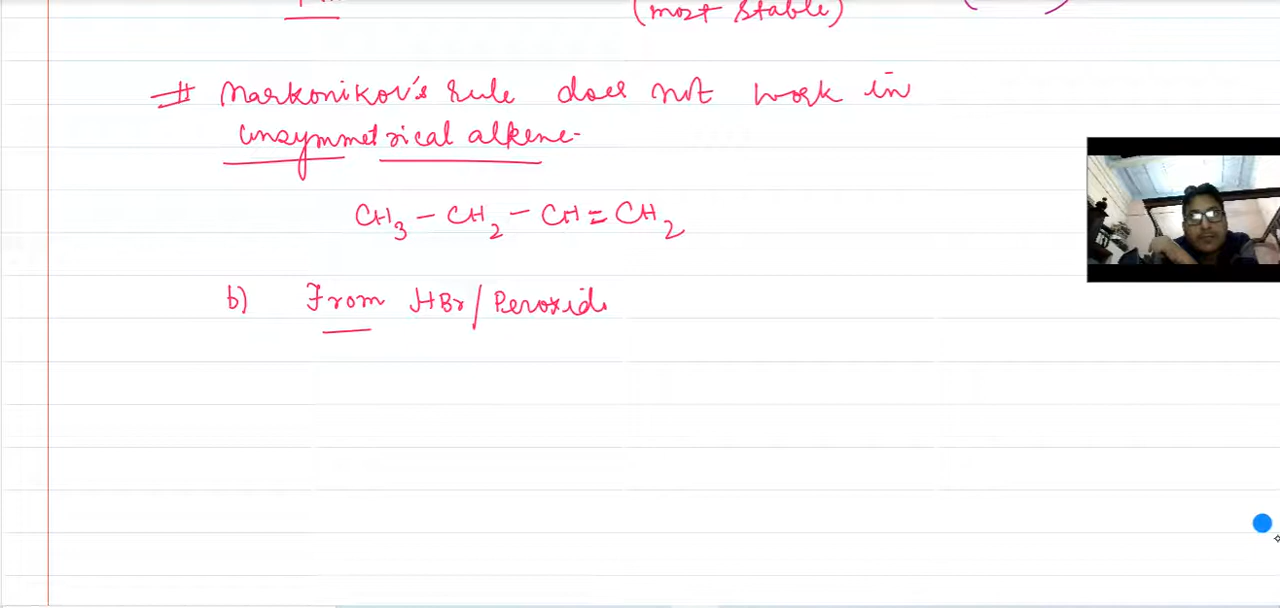 (most stable)
# Markonikov's rule does not work in
unsymmetrical alkene-
CH3 - CH2 - CH = CH2
b) From HBr/Peroxide